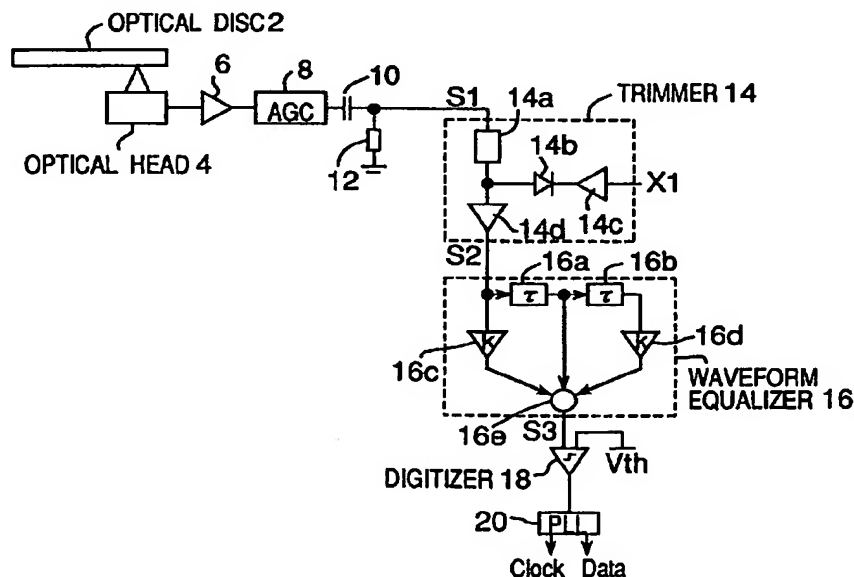 OPTICAL DISC2
6
8
10
AGC
OPTICAL HEAD 4
12
S1
14a
TRIMMER 14
14b
X1
14c
14d
S2
16a
16b
τ
τ
K
K
16c
16d
WAVEFORM
EQUALIZER 16
16e
S3
Vth
DIGITIZER 18
20
PLL
Clock Data